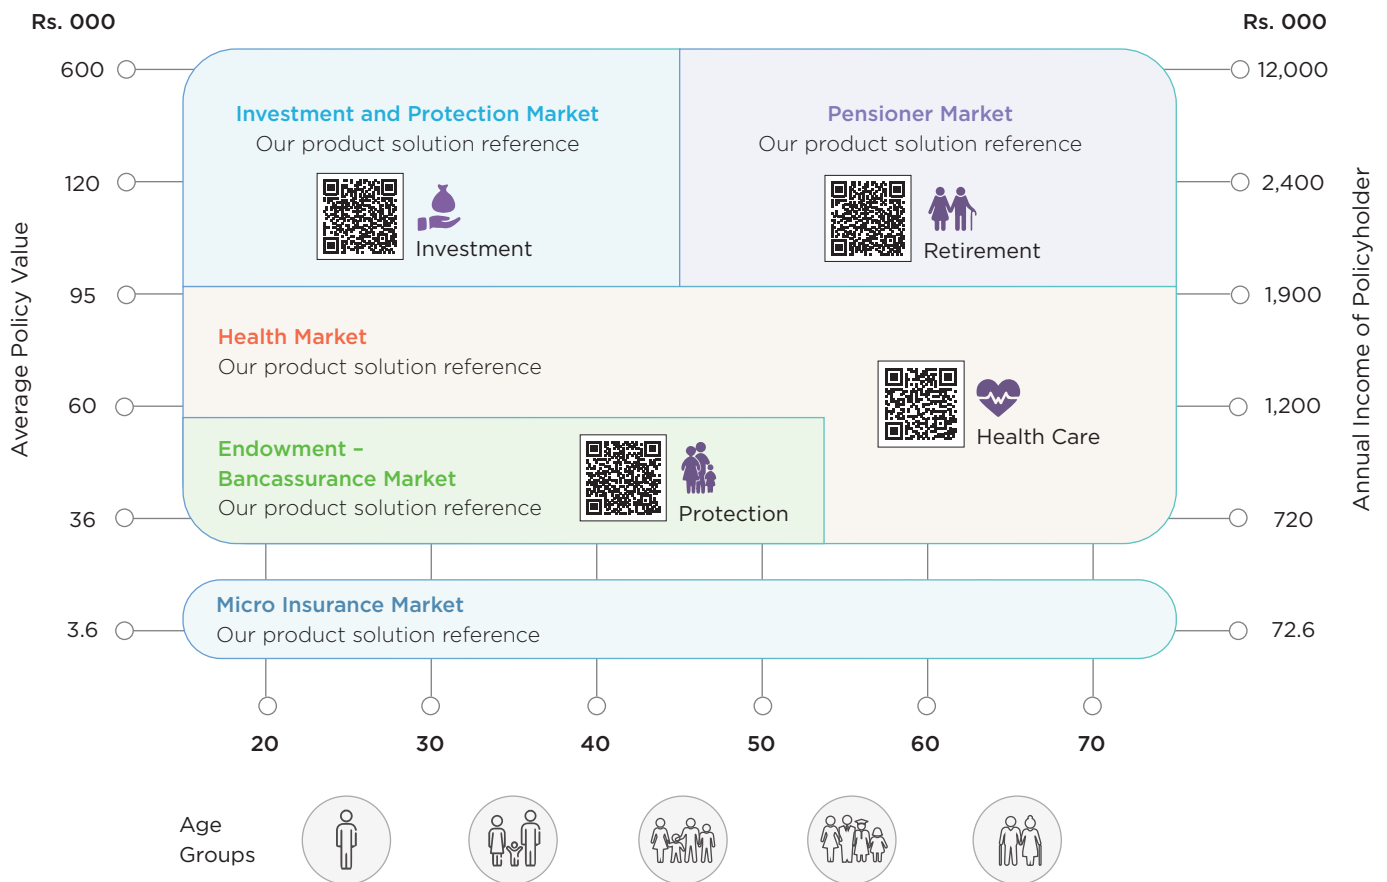 Rs. 000
Rs. 000
600
12,000
Investment and Protection Market
Our product solution reference
Pensioner Market
Our product solution reference
120
2,400
Investment
Retirement
Average Policy Value
Annual Income of Policyholder
95
1,900
Health Market
Our product solution reference
60
1,200
Health Care
Endowment –
Bancassurance Market
Our product solution reference
Protection
36
720
Micro Insurance Market
Our product solution reference
3.6
72.6
20
30
40
50
60
70
Age
Groups